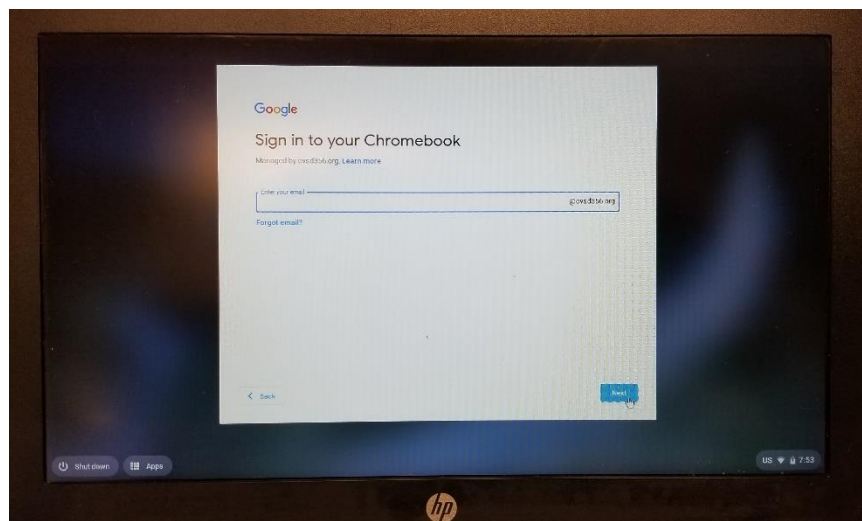 Google
Sign in to your Chromebook
Managed by cvsd356.org. Learn more
Enter your email
@cvsd356.org
Forgot email?
Back
Next
Shut down
Apps
US 7:53
hp